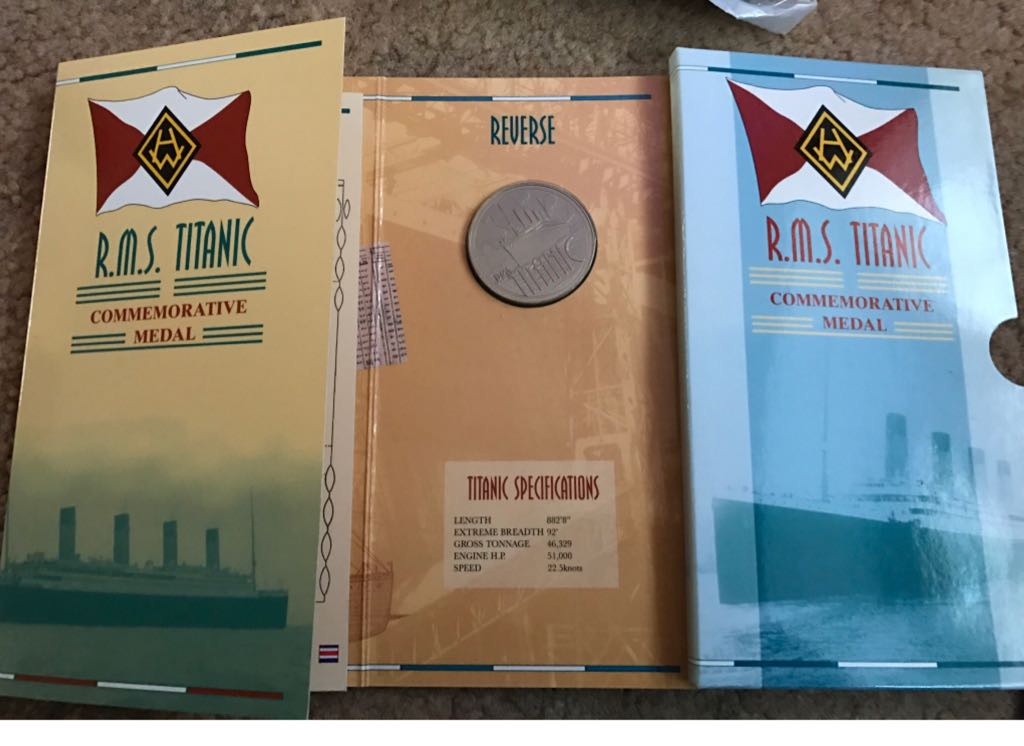 R.M.S. TITANIC
COMMEMORATIVE
MEDAL
REVERSE
TITANIC
TITANIC SPECIFICATIONS
LENGTH 882'8"
EXTREME BREADTH 92'
GROSS TONNAGE 46,329
ENGINE H.P. 51,000
SPEED 22.5knots
HW
R.M.S. TITANIC
COMMEMORATIVE
MEDAL